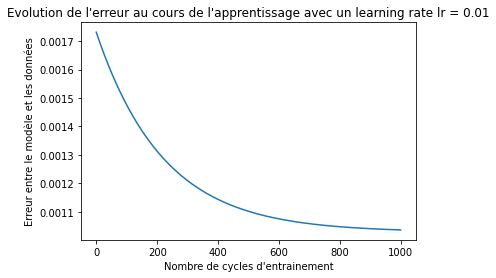 Evolution de l'erreur au cours de l'apprentissage avec un learning rate lr = 0.01
Erreur entre le modèle et les données
0.0017
0.0016
0.0015
0.0014
0.0013
0.0012
0.0011
0 200 400 600 800 1000
Nombre de cycles d'entrainement